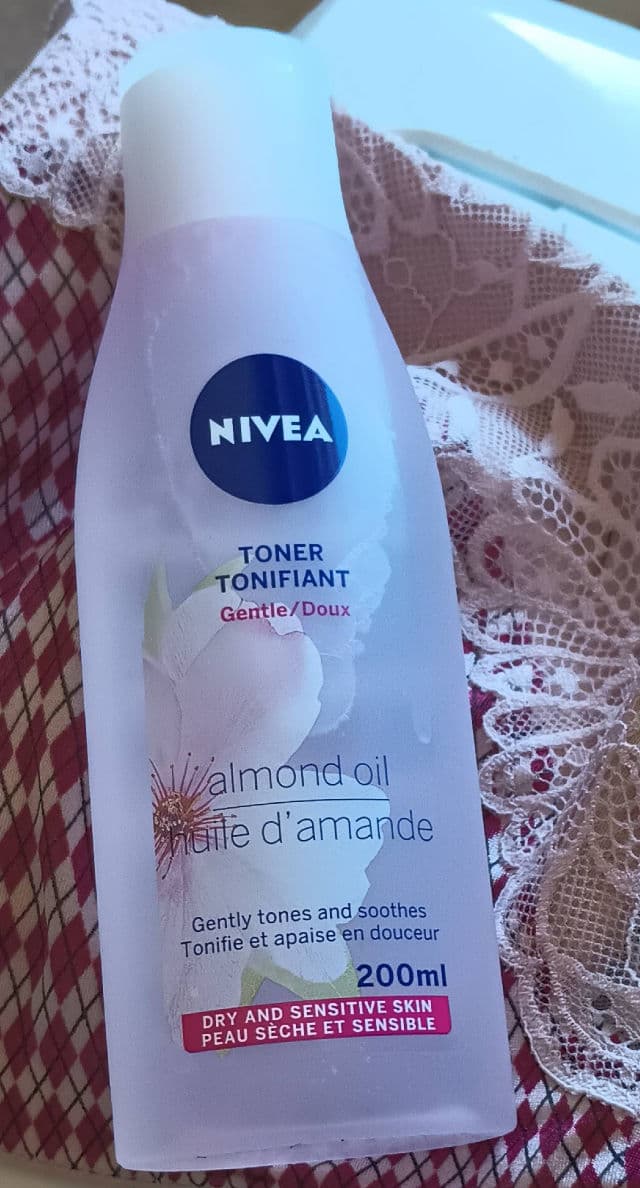 NIVEA
TONER
TONIFIANT
Gentle/Doux
almond oil
huile d'amande
Gently tones and soothes
Tonifie et apaise en douceur
200ml
DRY AND SENSITIVE SKIN
PEAU SÈCHE ET SENSIBLE